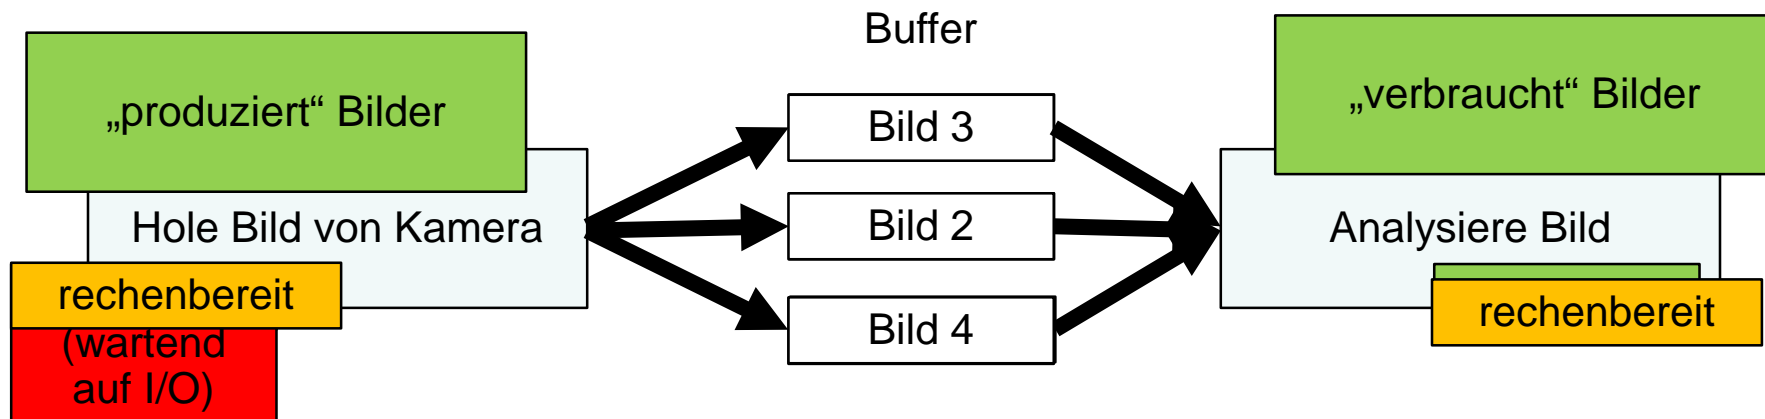 Buffer
„produziert“ Bilder
Hole Bild von Kamera
rechenbereit
(wartend
auf I/O)
Bild 3
Bild 2
Bild 4
„verbraucht“ Bilder
Analysiere Bild
rechenbereit